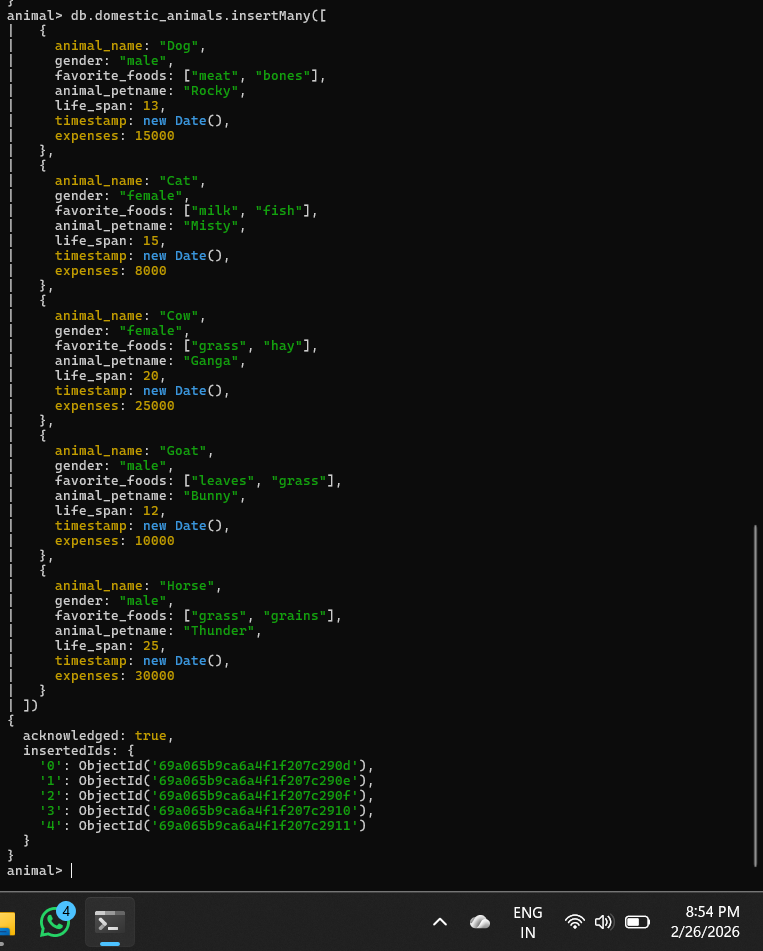 }
animal> db.domestic_animals.insertMany([
|   {
|     animal_name: "Dog",
|     gender: "male",
|     favorite_foods: ["meat", "bones"],
|     animal_petname: "Rocky",
|     life_span: 13,
|     timestamp: new Date(),
|     expenses: 15000
|   },
|   {
|     animal_name: "Cat",
|     gender: "female",
|     favorite_foods: ["milk", "fish"],
|     animal_petname: "Misty",
|     life_span: 15,
|     timestamp: new Date(),
|     expenses: 8000
|   },
|   {
|     animal_name: "Cow",
|     gender: "female",
|     favorite_foods: ["grass", "hay"],
|     animal_petname: "Ganga",
|     life_span: 20,
|     timestamp: new Date(),
|     expenses: 25000
|   },
|   {
|     animal_name: "Goat",
|     gender: "male",
|     favorite_foods: ["leaves", "grass"],
|     animal_petname: "Bunny",
|     life_span: 12,
|     timestamp: new Date(),
|     expenses: 10000
|   },
|   {
|     animal_name: "Horse",
|     gender: "male",
|     favorite_foods: ["grass", "grains"],
|     animal_petname: "Thunder",
|     life_span: 25,
|     timestamp: new Date(),
|     expenses: 30000
|   }
| ])
{
  acknowledged: true,
  insertedIds: {
    '0': ObjectId('69a065b9ca6a4f1f207c290d'),
    '1': ObjectId('69a065b9ca6a4f1f207c290e'),
    '2': ObjectId('69a065b9ca6a4f1f207c290f'),
    '3': ObjectId('69a065b9ca6a4f1f207c2910'),
    '4': ObjectId('69a065b9ca6a4f1f207c2911')
  }
}
animal>
4
ENG
IN
8:54 PM
2/26/2026